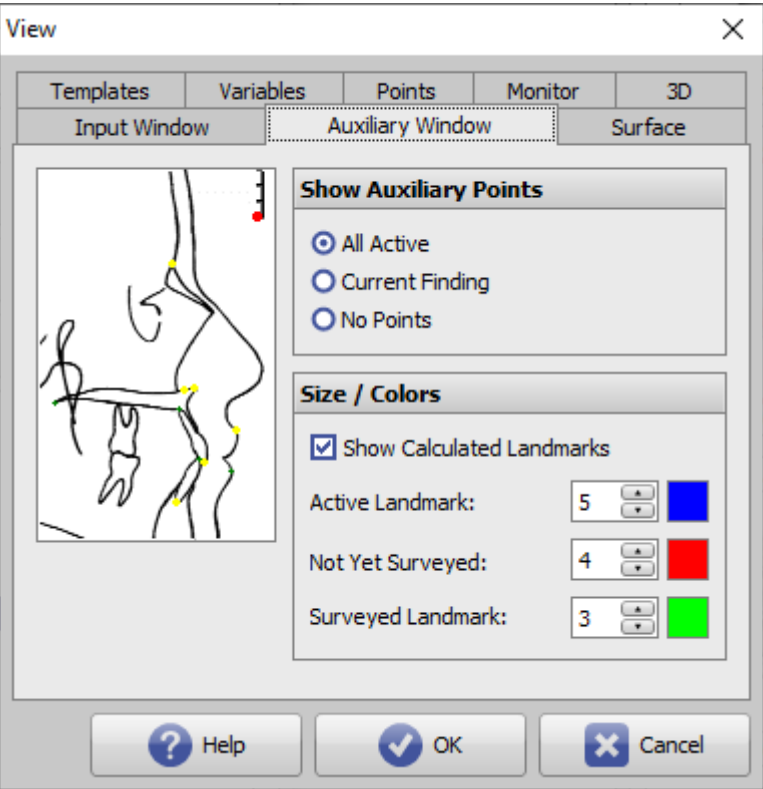 View
Templates Variables Points Monitor 3D
Input Window Auxiliary Window Surface
Show Auxiliary Points
All Active
Current Finding
No Points
Size / Colors
Show Calculated Landmarks
Active Landmark: 5
Not Yet Surveyed: 4
Surveyed Landmark: 3
Help OK Cancel